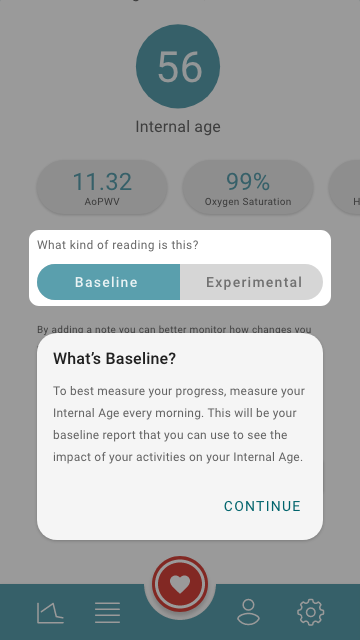 56
Internal age
11.32
AoPWV
99%
Oxygen Saturation
H
What kind of reading is this?
Baseline
Experimental
By adding a note you can better monitor how changes you
What's Baseline?
To best measure your progress, measure your
Internal Age every morning. This will be your
baseline report that you can use to see the
impact of your activities on your Internal Age.
CONTINUE